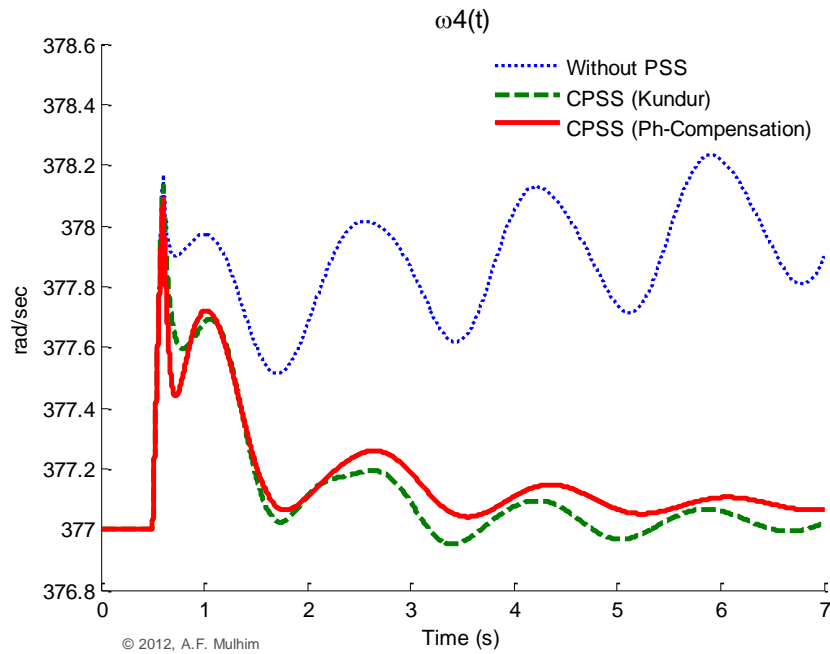 ω4(t)
378.6
378.4
378.2
378
377.8
377.6
377.4
377.2
377
376.8
rad/sec
Without PSS
CPSS (Kundur)
CPSS (Ph-Compensation)
0 1 2 3 4 5 6 7
Time (s)
© 2012, A.F. Mulhim